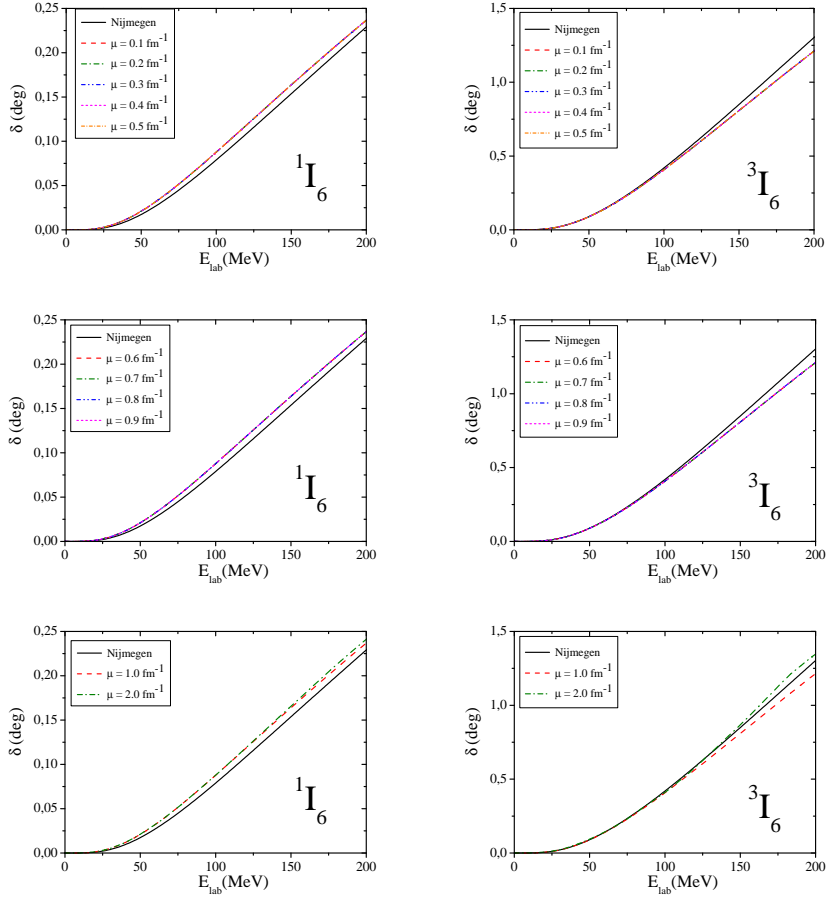 0,25
0,20
0,15
0,10
0,05
0,00
δ (deg)
Nijmegen
μ = 0.1 fm⁻¹
μ = 0.2 fm⁻¹
μ = 0.3 fm⁻¹
μ = 0.4 fm⁻¹
μ = 0.5 fm⁻¹
¹I₆
0 50 100 150 200
E_lab(MeV)
1,5
1,0
0,5
0,0
δ (deg)
Nijmegen
μ = 0.1 fm⁻¹
μ = 0.2 fm⁻¹
μ = 0.3 fm⁻¹
μ = 0.4 fm⁻¹
μ = 0.5 fm⁻¹
³I₆
0 50 100 150 200
E_lab(MeV)
0,25
0,20
0,15
0,10
0,05
0,00
δ (deg)
Nijmegen
μ = 0.6 fm⁻¹
μ = 0.7 fm⁻¹
μ = 0.8 fm⁻¹
μ = 0.9 fm⁻¹
¹I₆
0 50 100 150 200
E_lab(MeV)
1,5
1,0
0,5
0,0
δ (deg)
Nijmegen
μ = 0.6 fm⁻¹
μ = 0.7 fm⁻¹
μ = 0.8 fm⁻¹
μ = 0.9 fm⁻¹
³I₆
0 50 100 150 200
E_lab(MeV)
0,25
0,20
0,15
0,10
0,05
0,00
δ (deg)
Nijmegen
μ = 1.0 fm⁻¹
μ = 2.0 fm⁻¹
¹I₆
0 50 100 150 200
E_lab(MeV)
1,5
1,0
0,5
0,0
δ (deg)
Nijmegen
μ = 1.0 fm⁻¹
μ = 2.0 fm⁻¹
³I₆
0 50 100 150 200
E_lab(MeV)